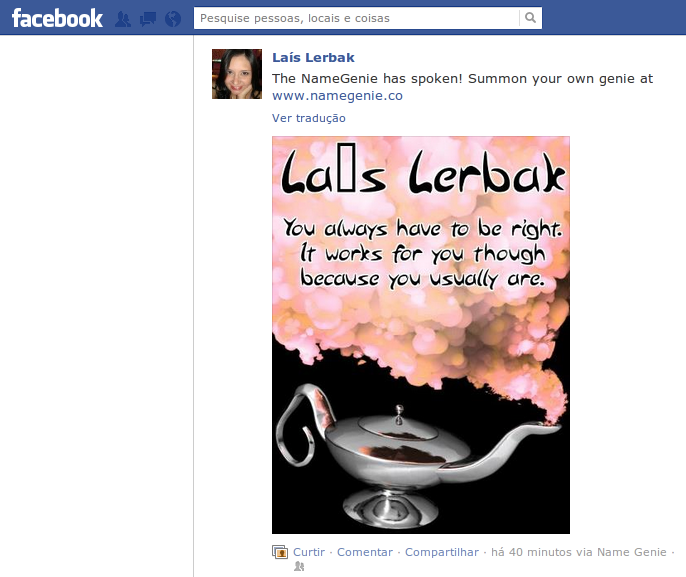 facebook
Pesquise pessoas, locais e coisas
Laís Lerbak
The NameGenie has spoken! Summon your own genie at
www.namegenie.co
Ver tradução
La▯s Lerbak
You always have to be right.
It works for you though
because you usually are.
Curtir · Comentar · Compartilhar · há 40 minutos via Name Genie ·